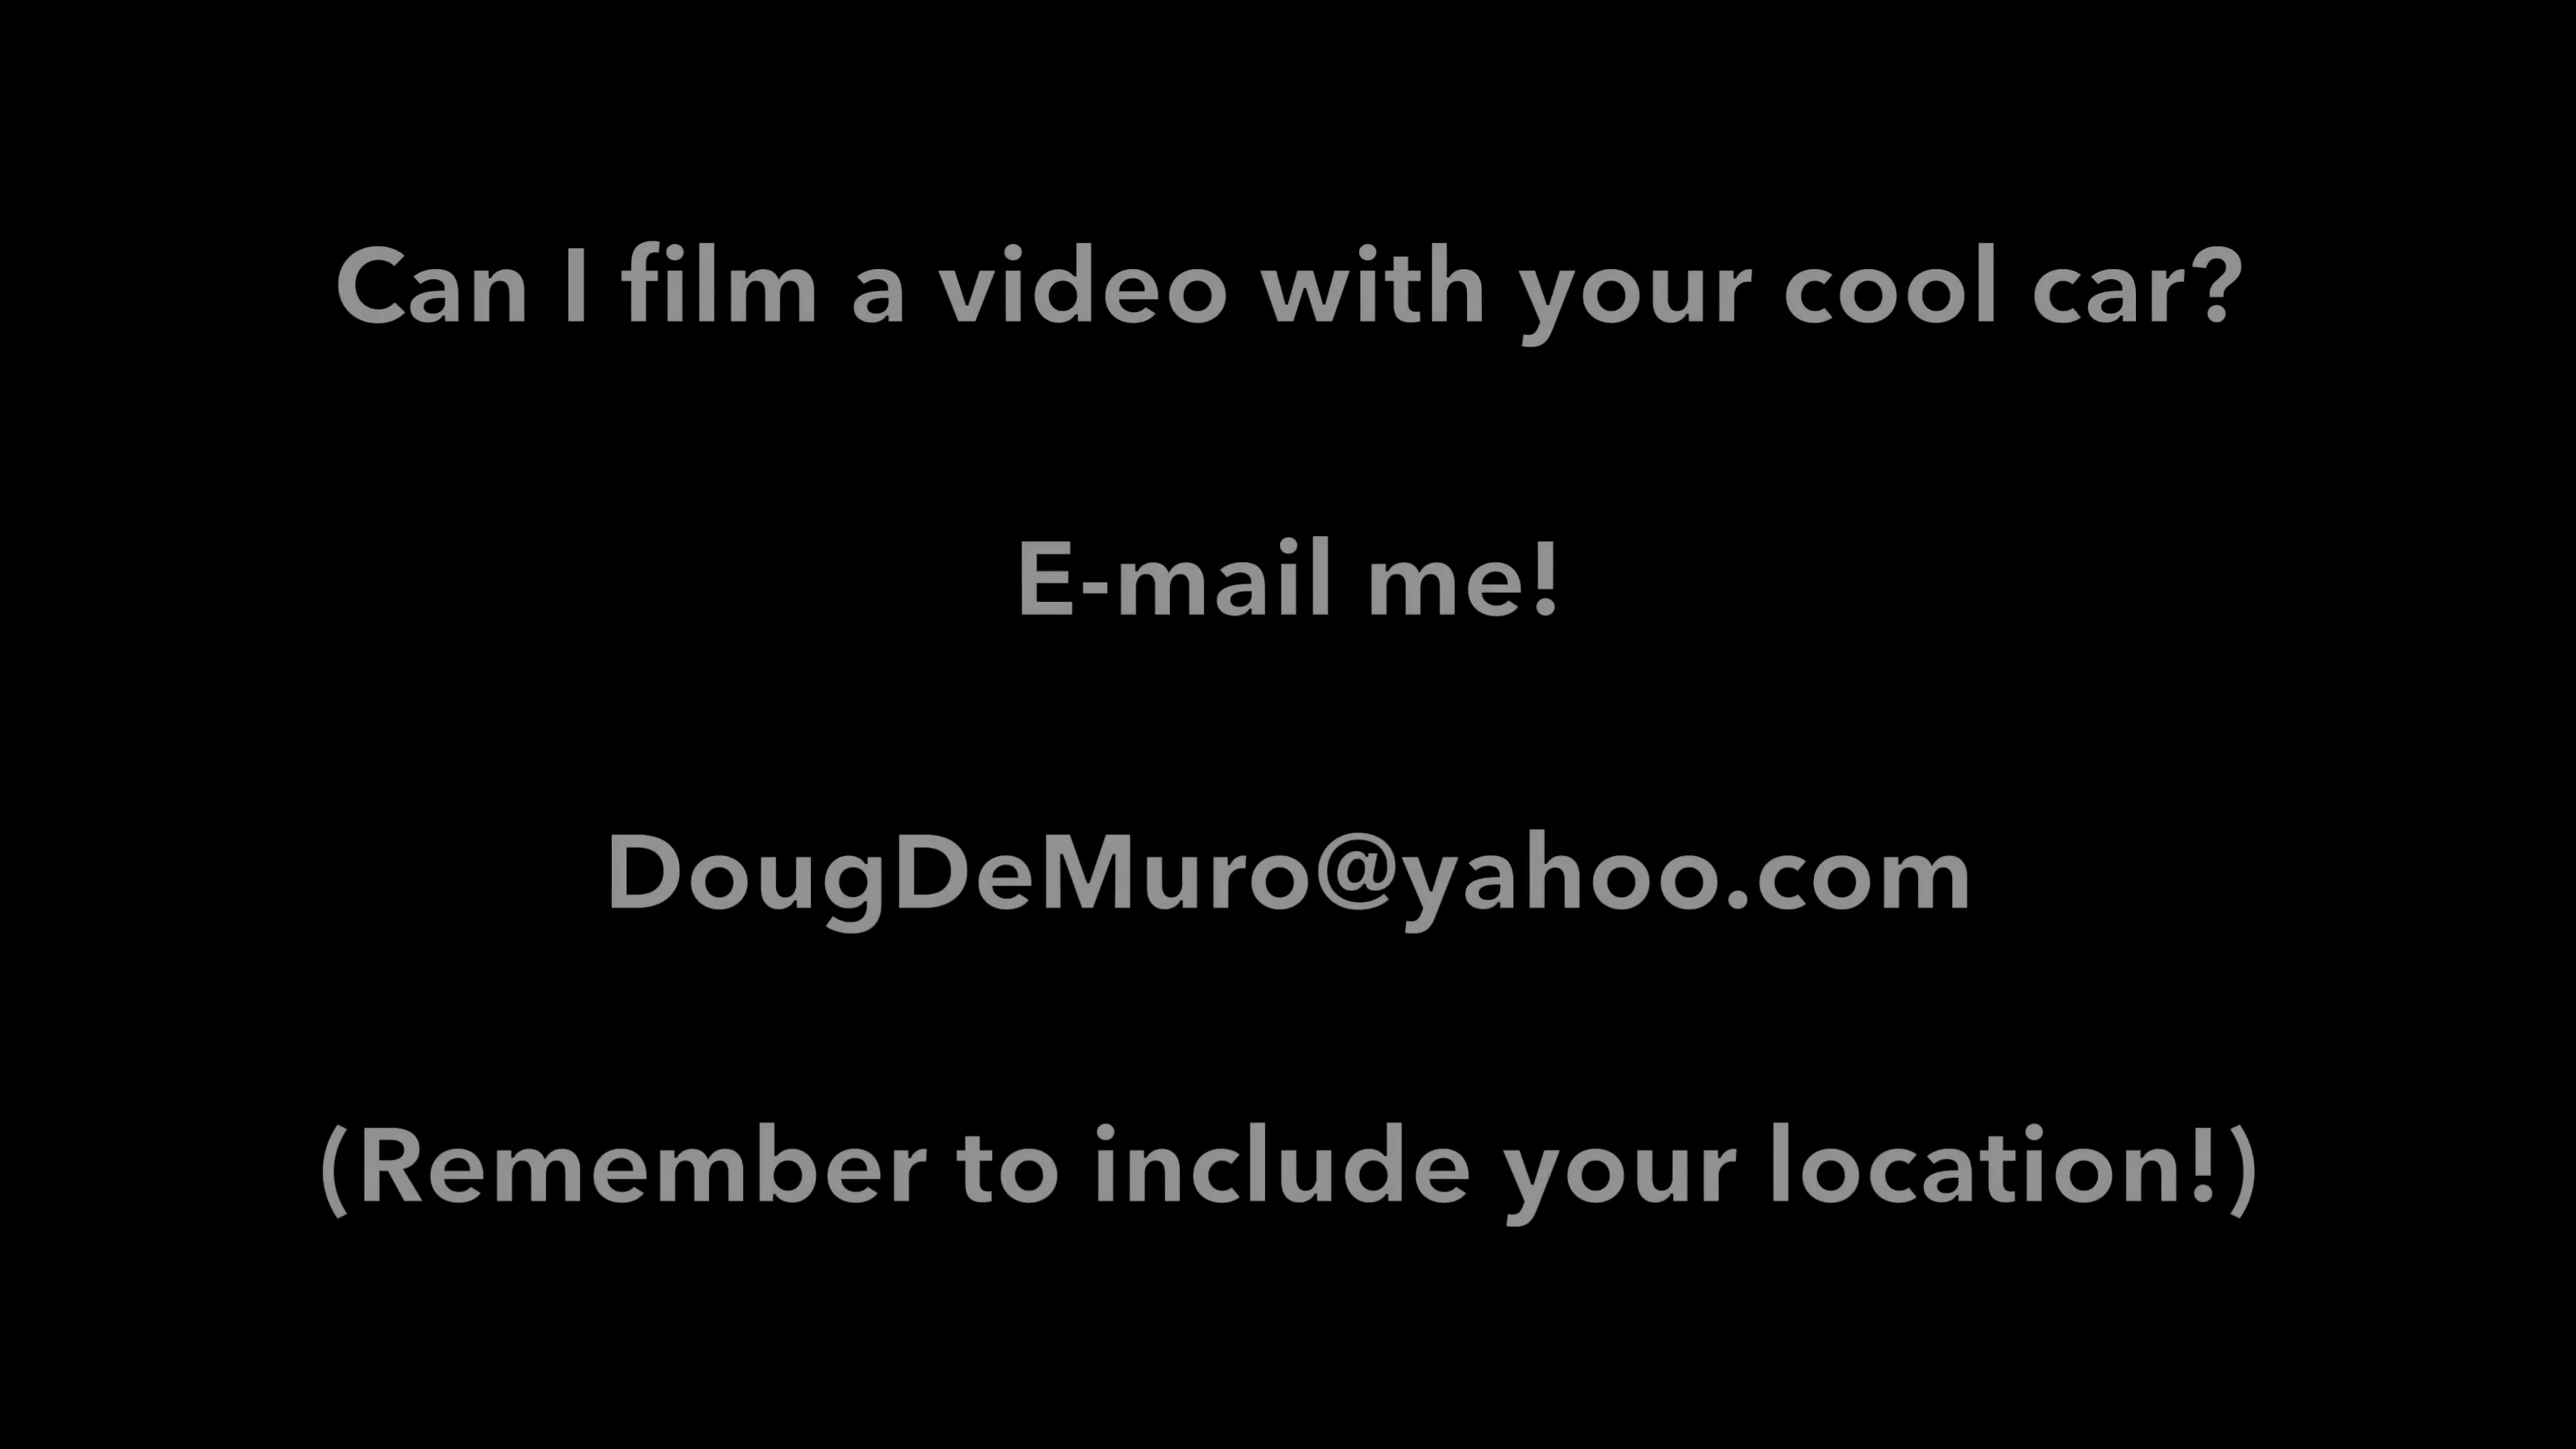 Can I film a video with your cool car?
E-mail me!
DougDeMuro@yahoo.com
(Remember to include your location!)